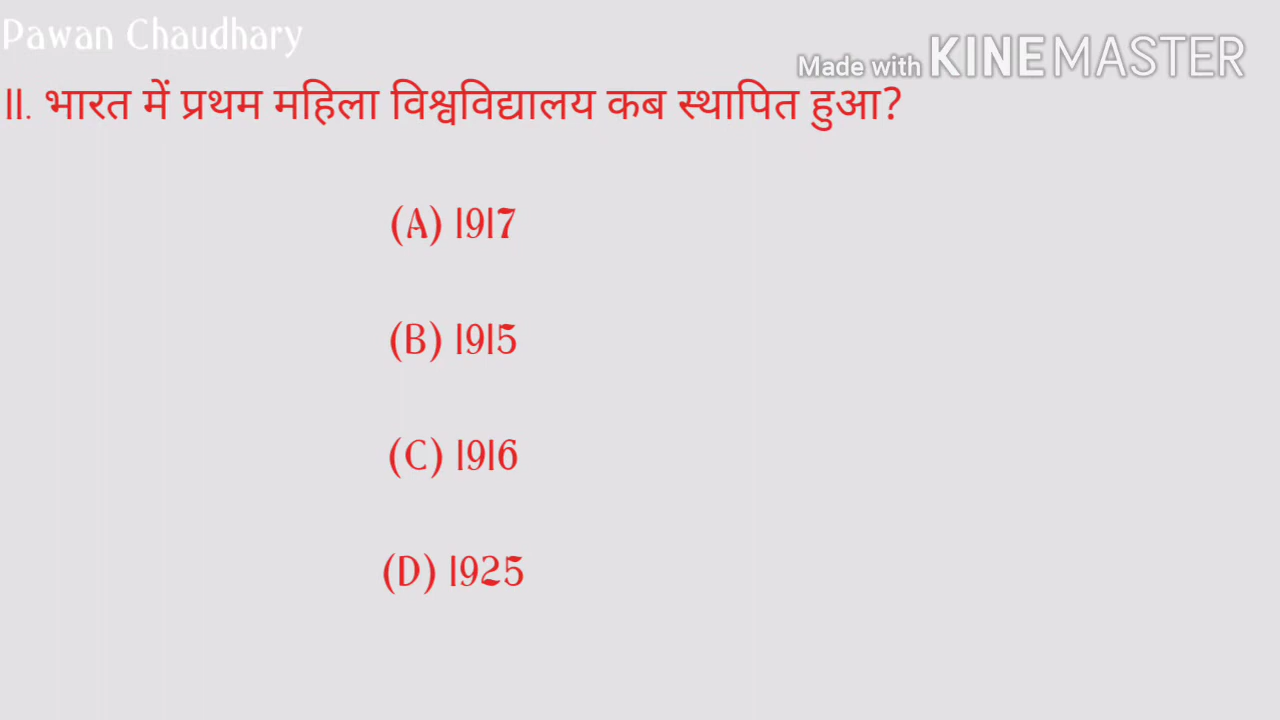 Pawan Chaudhary
Made with KINEMASTER
11. भारत में प्रथम महिला विश्वविद्यालय कब स्थापित हुआ?
(A) 1917
(B) 1915
(C) 1916
(D) 1925